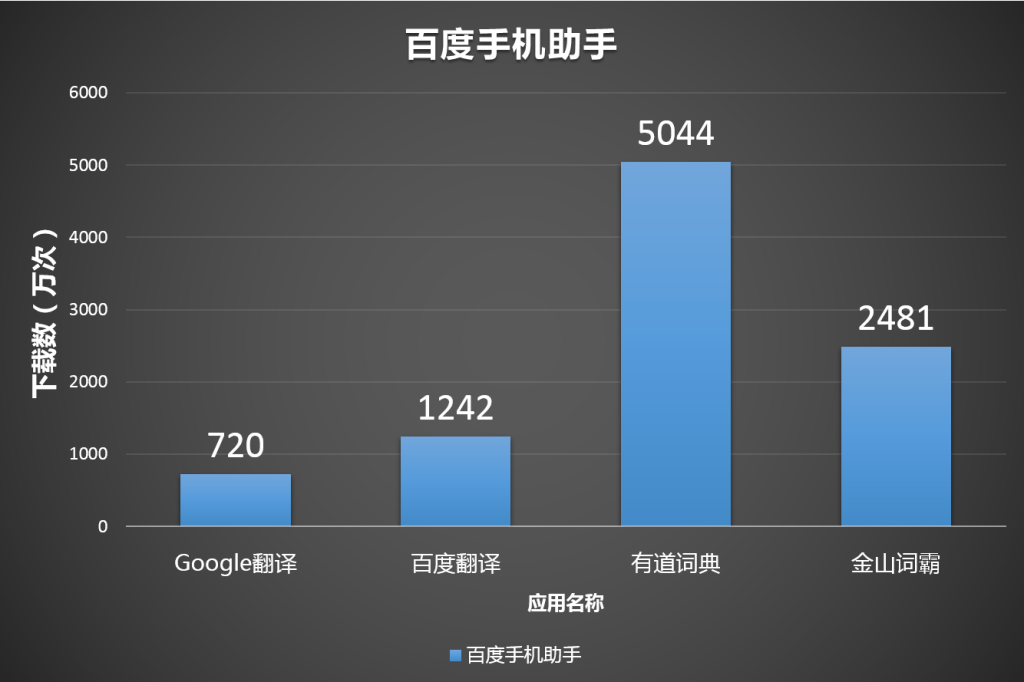 百度手机助手
6000
5000
4000
3000
2000
1000
0
下载数（万次）
720
1242
5044
2481
Google翻译
百度翻译
有道词典
金山词霸
应用名称
百度手机助手